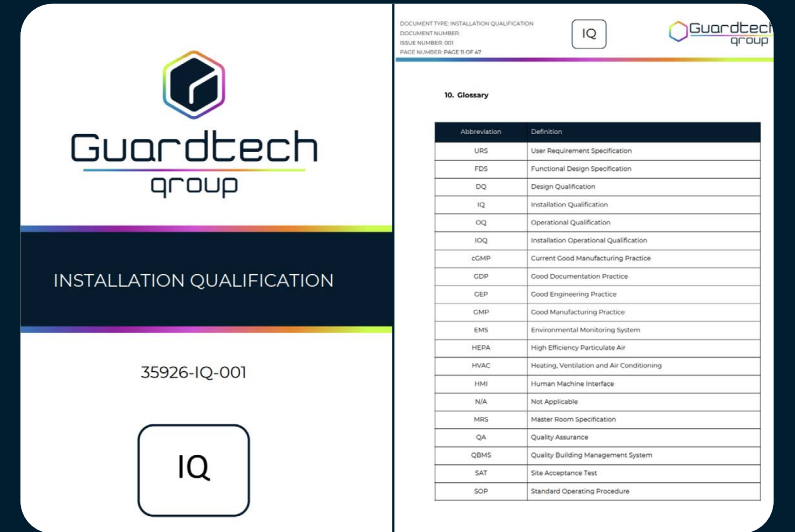 Guardtech
group
INSTALLATION QUALIFICATION
35926-IQ-001
IQ
DOCUMENT TYPE: INSTALLATION QUALIFICATION
DOCUMENT NUMBER:
ISSUE NUMBER: 001
PAGE NUMBER: PAGE 11 OF 47
IQ
Guardtech
group
10. Glossary
Abbreviation Definition
URS User Requirement Specification
FDS Functional Design Specification
DQ Design Qualification
IQ Installation Qualification
OQ Operational Qualification
IOQ Installation Operational Qualification
cGMP Current Good Manufacturing Practice
GDP Good Documentation Practice
GEP Good Engineering Practice
GMP Good Manufacturing Practice
EMS Environmental Monitoring System
HEPA High Efficiency Particulate Air
HVAC Heating, Ventilation and Air Conditioning
HMI Human Machine Interface
N/A Not Applicable
MRS Master Room Specification
QA Quality Assurance
QBMS Quality Building Management System
SAT Site Acceptance Test
SOP Standard Operating Procedure